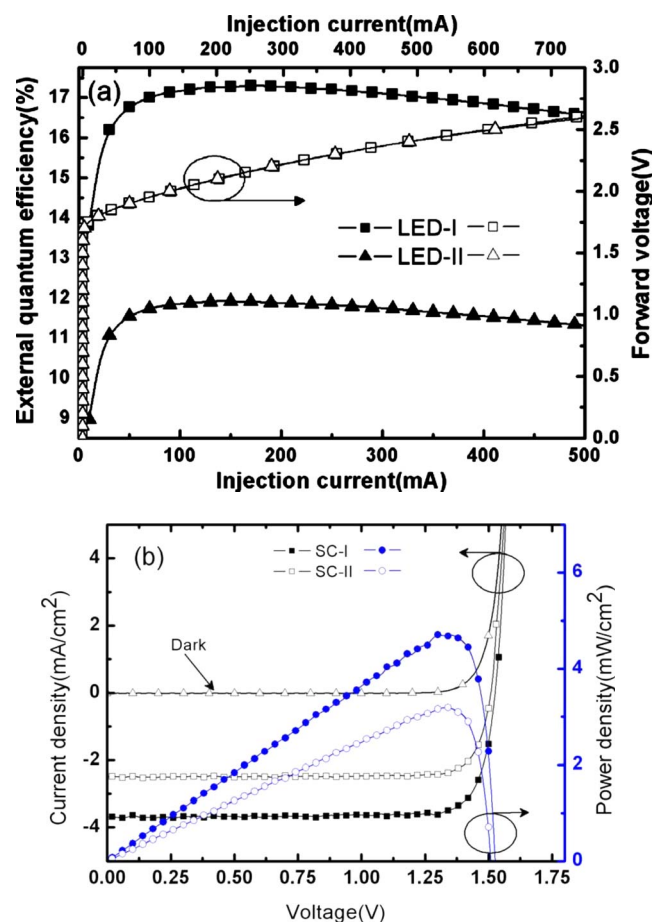 Injection current(mA)
0 100 200 300 400 500 600 700
External quantum efficiency(%)
(a)
17
16
15
14
13
12
11
10
9
3.0
2.5
2.0
1.5
1.0
0.5
0.0
Forward voltage(V)
LED-I
LED-II
0 100 200 300 400 500
Injection current(mA)
(b)
SC-I
SC-II
Dark
Current density(mA/cm²)
4
2
0
-2
-4
6
4
2
0
Power density(mW/cm²)
0.00 0.25 0.50 0.75 1.00 1.25 1.50 1.75
Voltage(V)